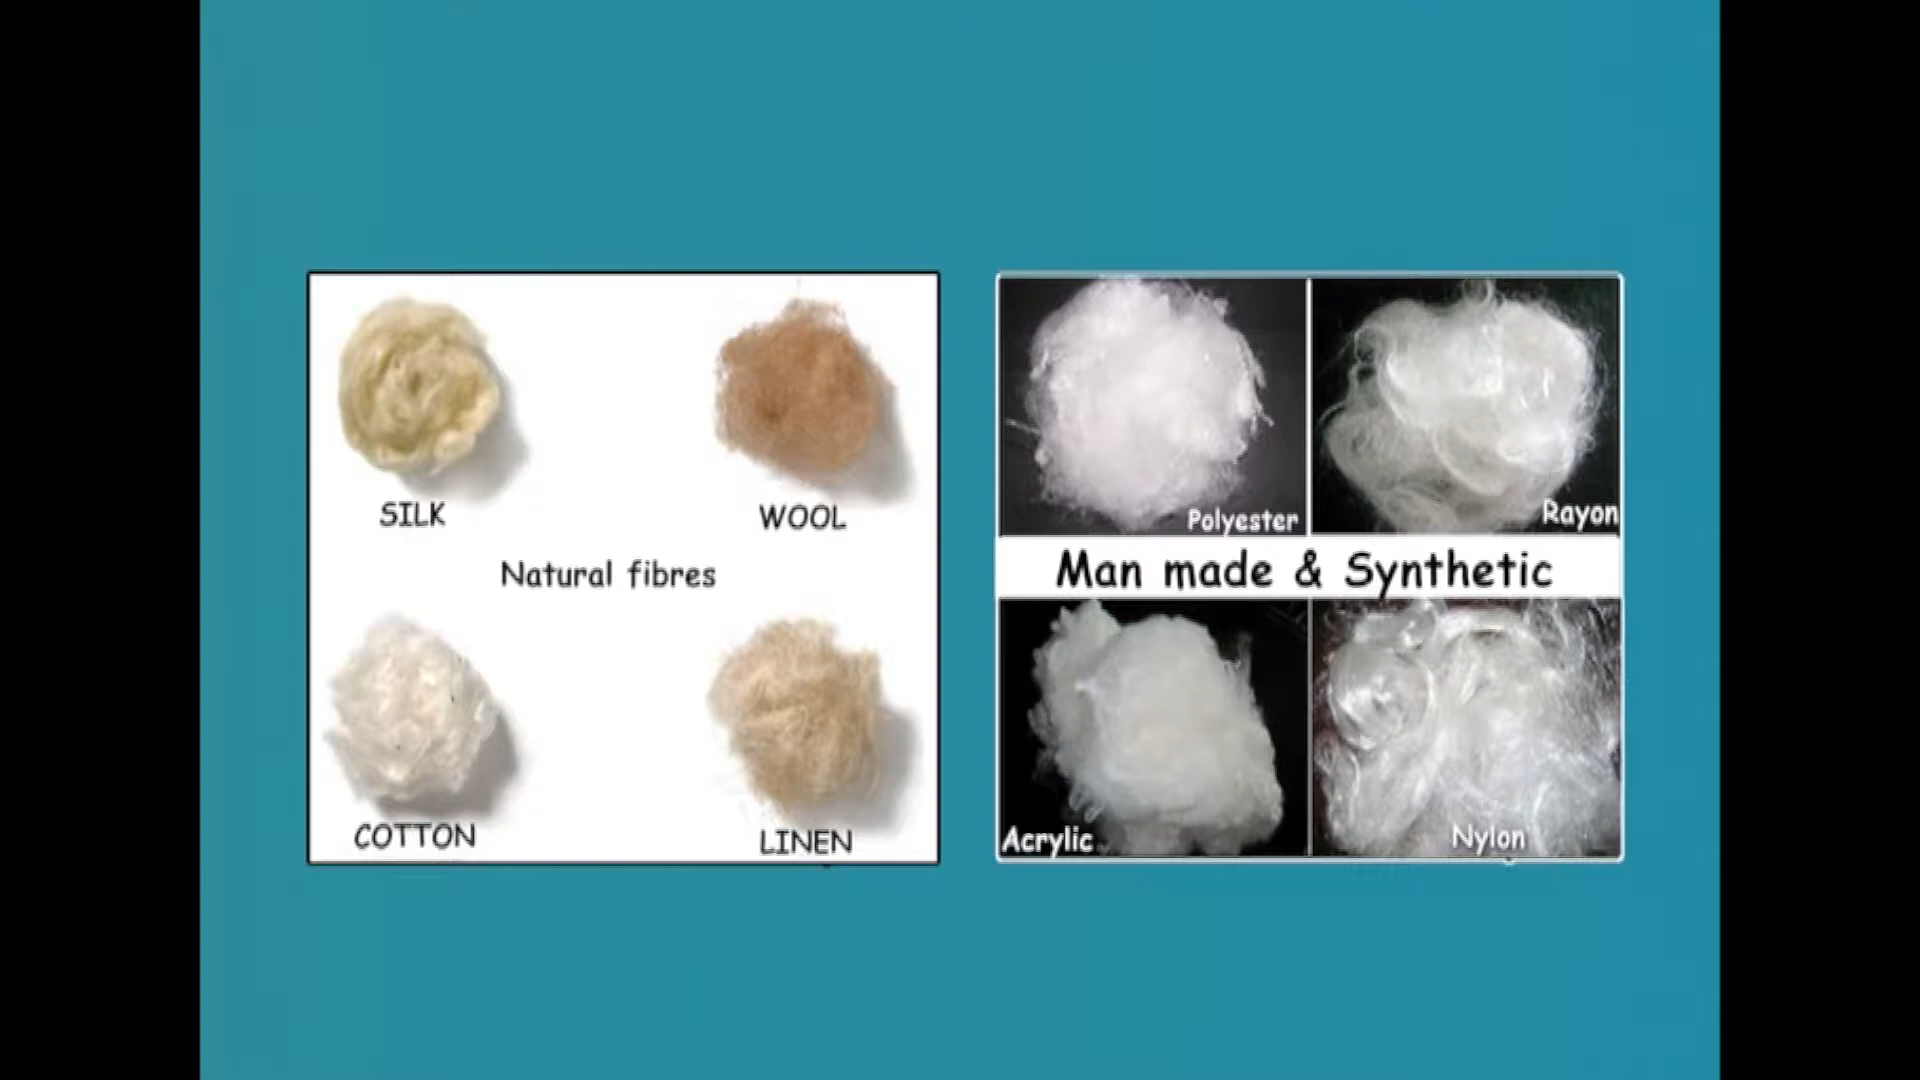 SILK
WOOL
Natural fibres
COTTON
LINEN
Polyester
Rayon
Man made & Synthetic
Acrylic
Nylon